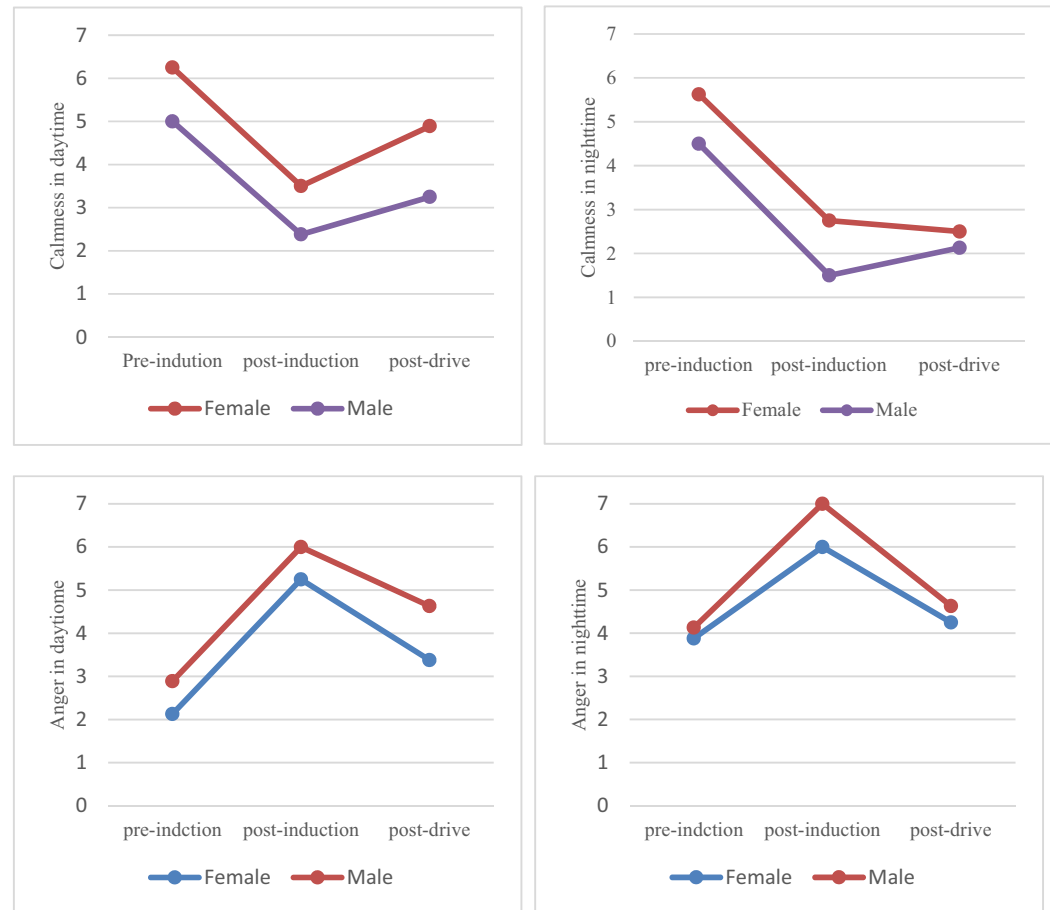 7
6
5
4
3
2
1
0
Calmness in daytime
Pre-indution post-induction post-drive
Female Male
7
6
5
4
3
2
1
0
Calmness in nighttime
pre-induction post-induction post-drive
Female Male
7
6
5
4
3
2
1
0
Anger in daytiome
pre-indction post-induction post-drive
Female Male
7
6
5
4
3
2
1
0
Anger in nighttime
pre-indction post-induction post-drive
Female Male